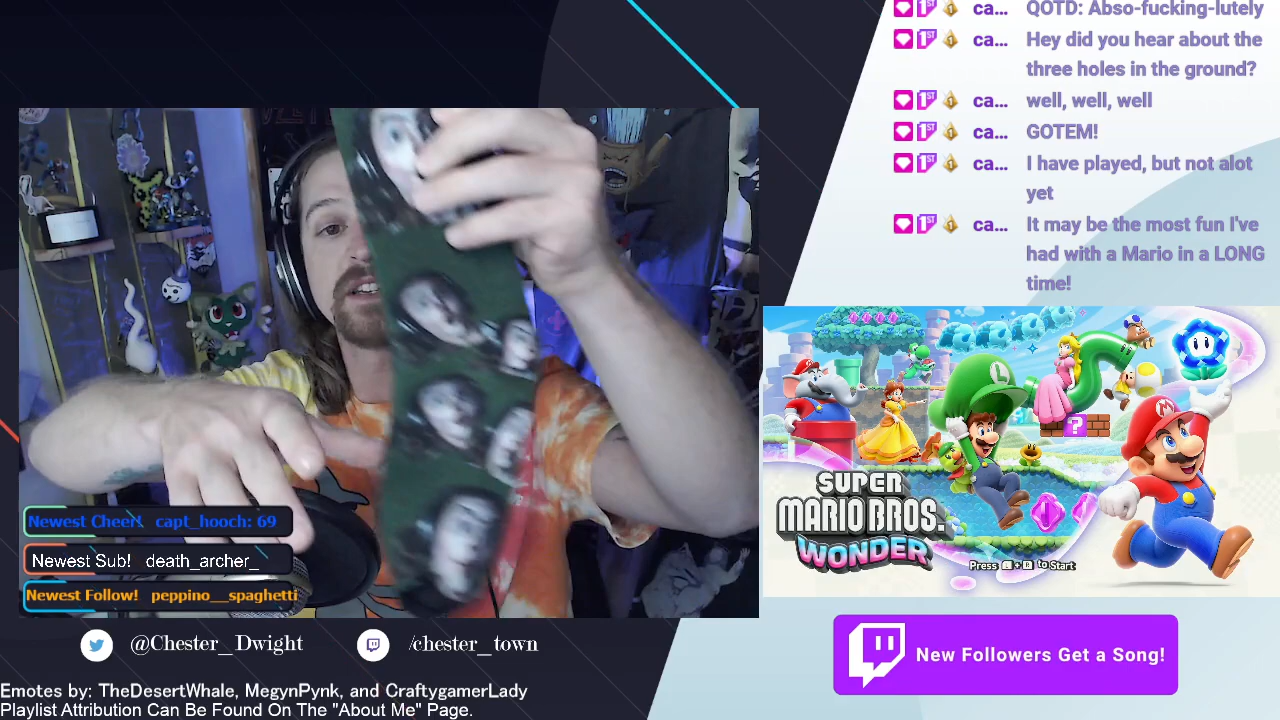 ca... QOTD: Abso-fucking-lutely
ca... Hey did you hear about the
three holes in the ground?
ca... well, well, well
ca... GOTEM!
ca... I have played, but not alot
yet
ca... It may be the most fun I've
had with a Mario in a LONG
time!
SUPER
MARIO BROS.
WONDER
Press L + R to Start
Newest Cheer! capt_hooch: 69
Newest Sub! death_archer_
Newest Follow! peppino__spaghetti
@Chester_Dwight
/chester_town
New Followers Get a Song!
Emotes by: TheDesertWhale, MegynPynk, and CraftygamerLady
Playlist Attribution Can Be Found On The "About Me" Page.